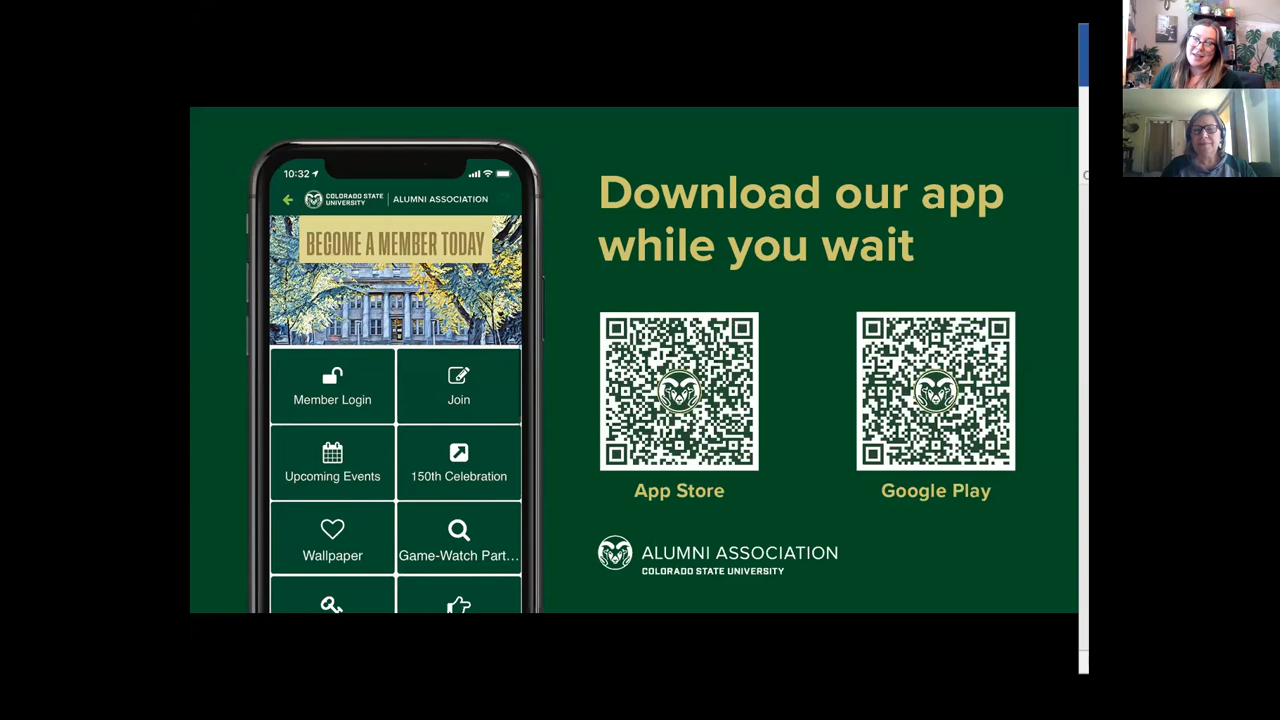 10:32
COLORADO STATE
UNIVERSITY
ALUMNI ASSOCIATION
BECOME A MEMBER TODAY
Member Login
Join
Upcoming Events
150th Celebration
Wallpaper
Game-Watch Part...
Download our app
while you wait
App Store
Google Play
ALUMNI ASSOCIATION
COLORADO STATE UNIVERSITY